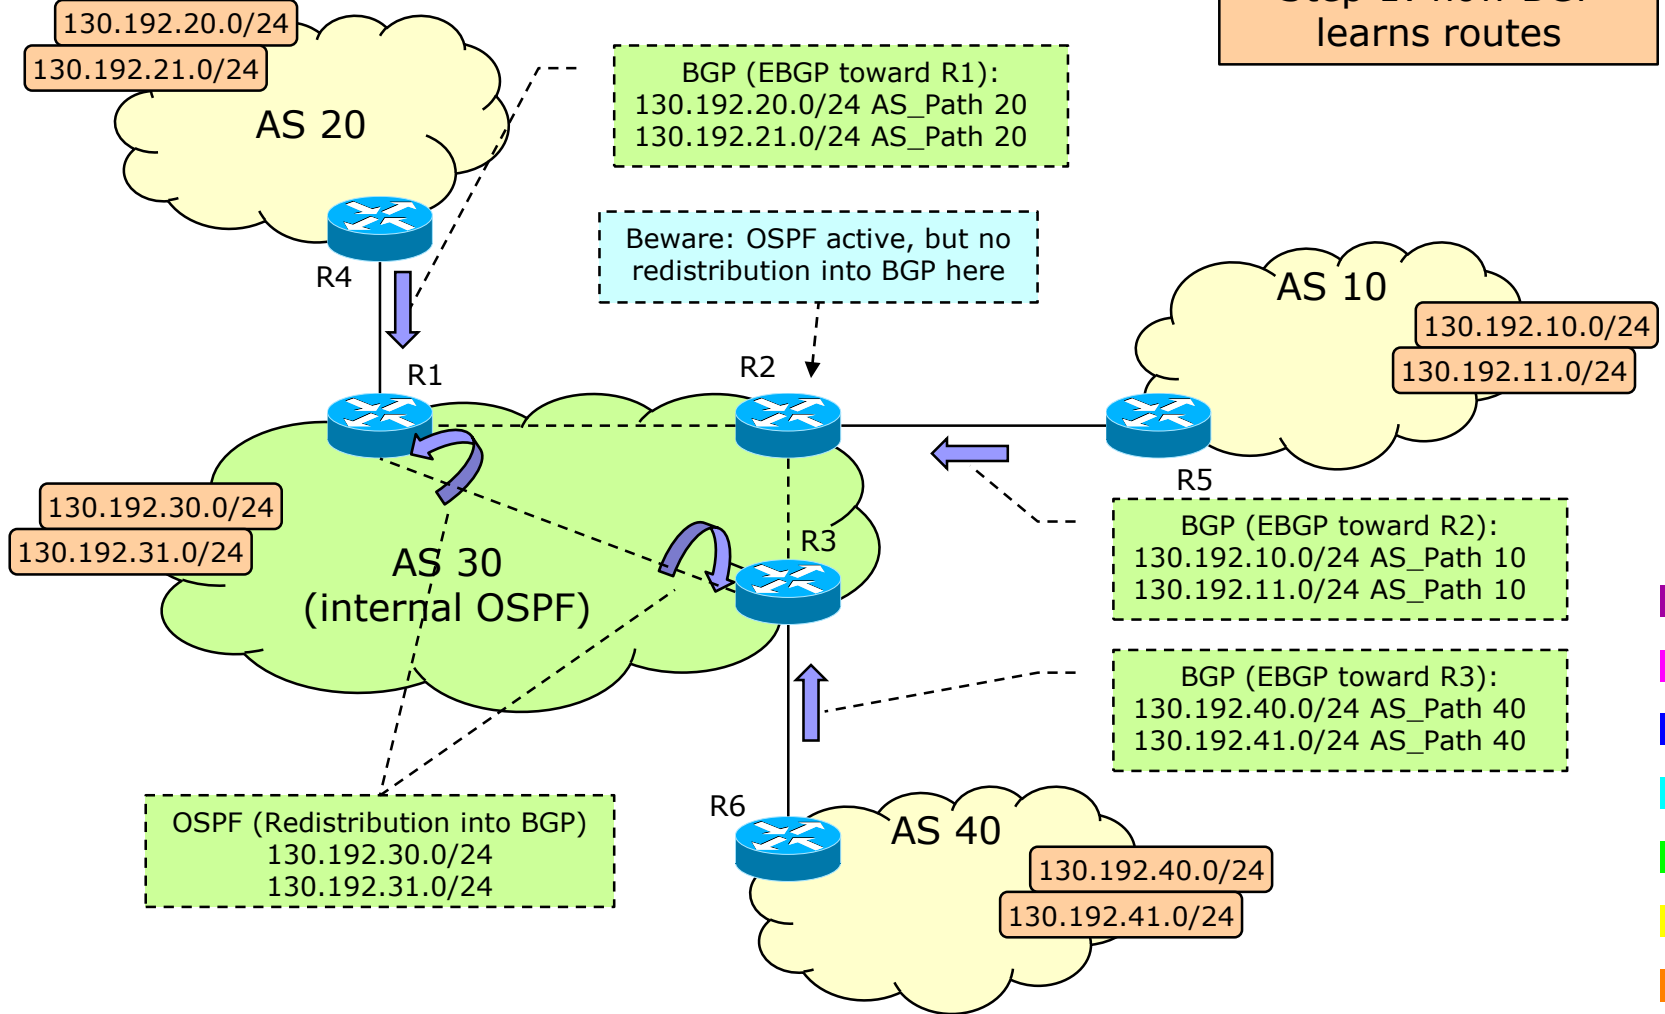 130.192.20.0/24
130.192.21.0/24
AS 20
R4
BGP (EBGP toward R1):
130.192.20.0/24 AS_Path 20
130.192.21.0/24 AS_Path 20
learns routes
Beware: OSPF active, but no
redistribution into BGP here
AS 10
130.192.10.0/24
130.192.11.0/24
R1
R2
R5
130.192.30.0/24
130.192.31.0/24
AS 30
(internal OSPF)
R3
BGP (EBGP toward R2):
130.192.10.0/24 AS_Path 10
130.192.11.0/24 AS_Path 10
BGP (EBGP toward R3):
130.192.40.0/24 AS_Path 40
130.192.41.0/24 AS_Path 40
OSPF (Redistribution into BGP)
130.192.30.0/24
130.192.31.0/24
R6
AS 40
130.192.40.0/24
130.192.41.0/24